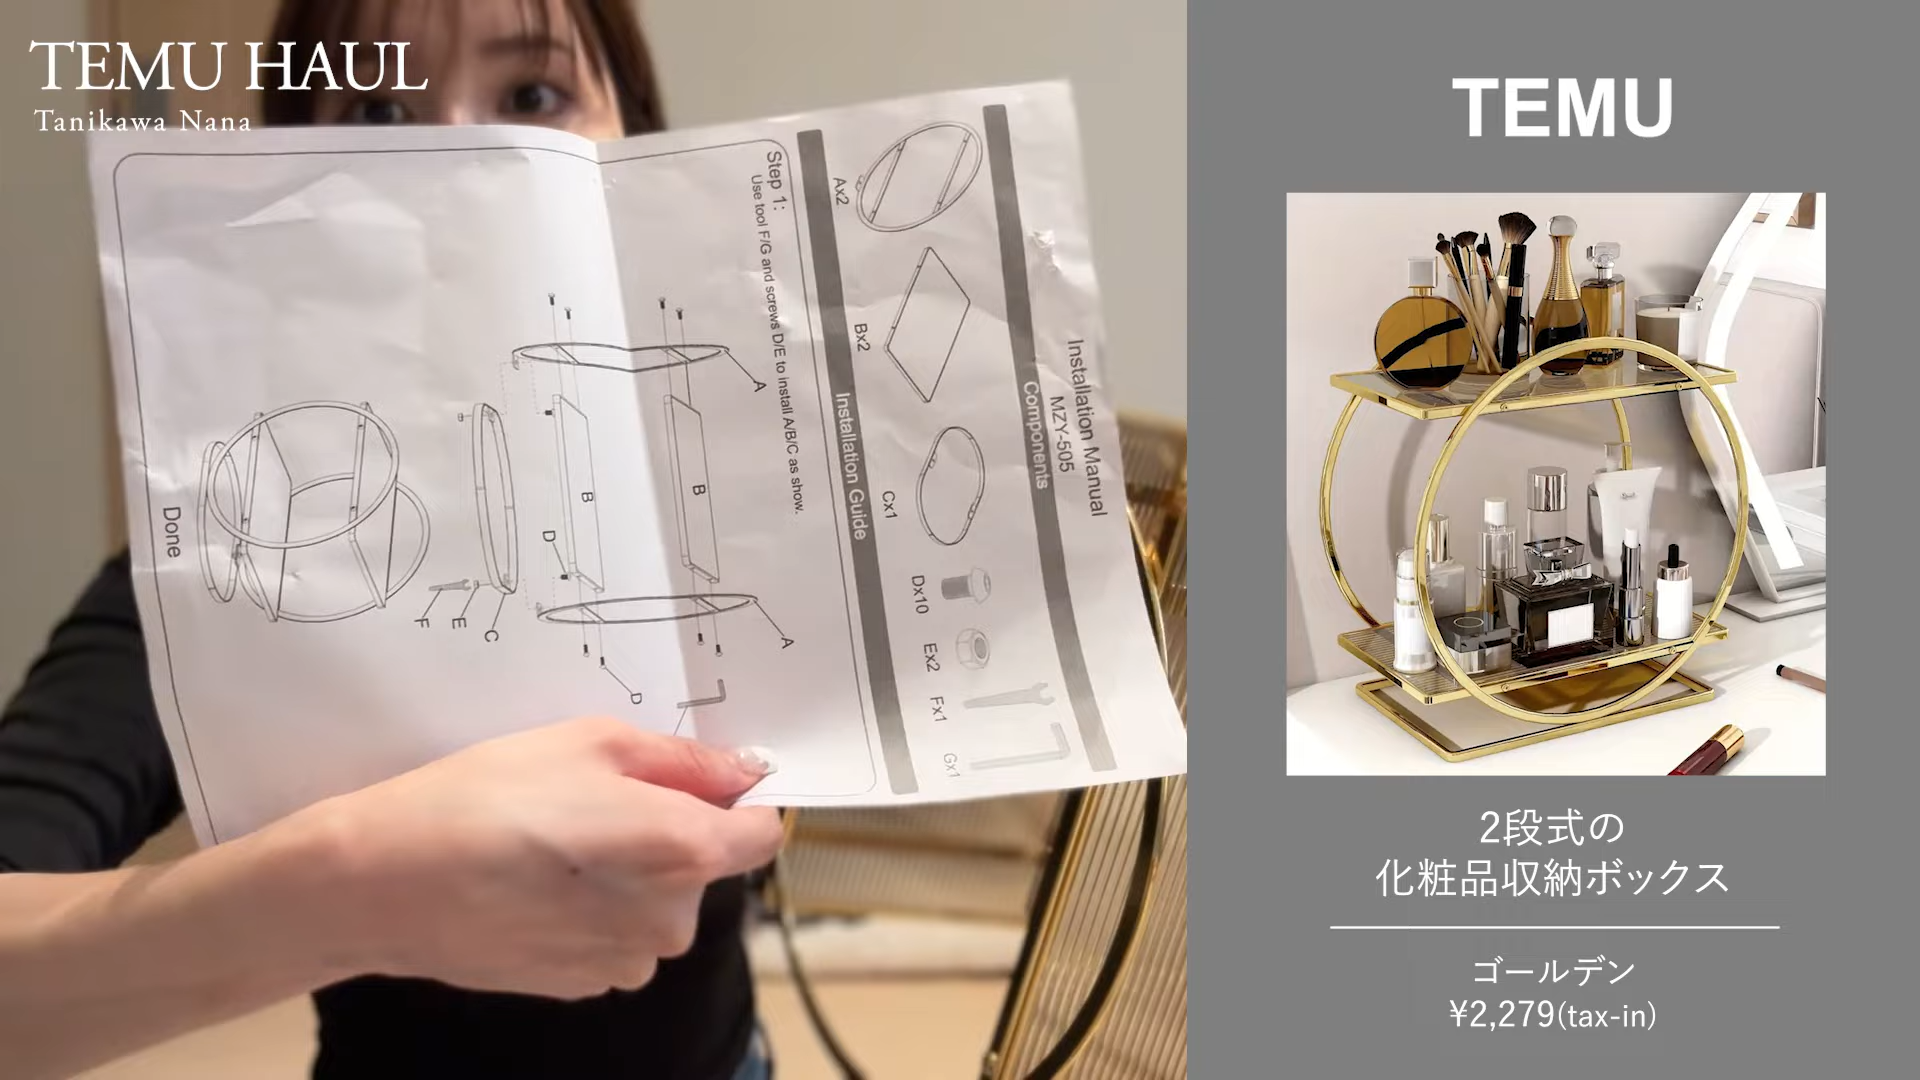 TEMU HAUL
Tanikawa Nana
Installation Manual
MZY-505
Components
Ax2
Bx2
Cx1
Dx10
Ex2
Fx1
Gx1
Installation Guide
Step 1:
Use tool F/G and screws D/E to install A/B/C as show.
A
B
B
D
A
D
C
E
F
Done
TEMU
2段式の
化粧品収納ボックス
ゴールデン
¥2,279(tax-in)